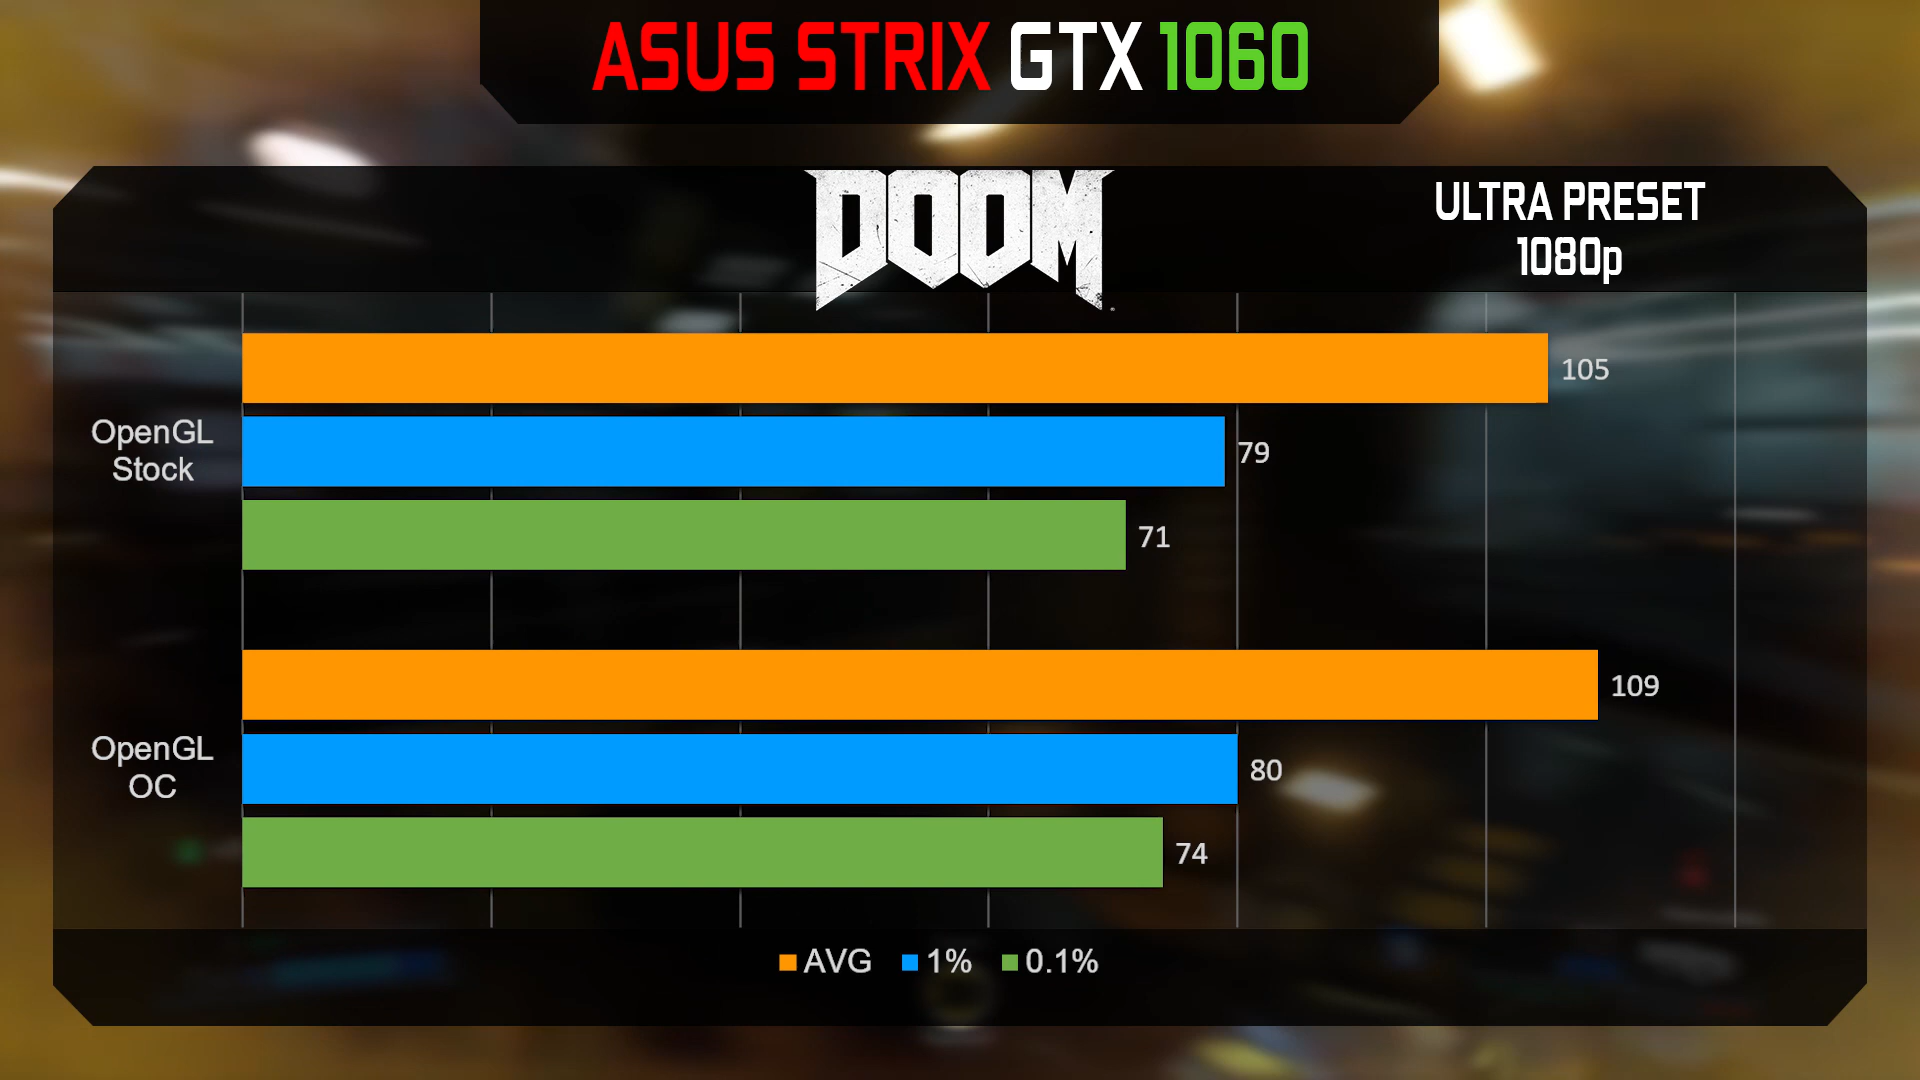 ASUS STRIX GTX 1060
DOOM
ULTRA PRESET
1080p
OpenGL
Stock
105
79
71
OpenGL
OC
109
80
74
AVG 1% 0.1%